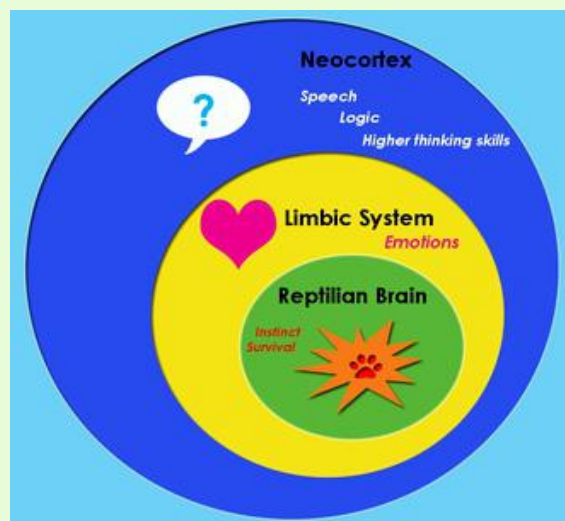 Neocortex
Speech
Logic
Higher thinking skills
?
Limbic System
Emotions
Reptilian Brain
Instinct
Survival